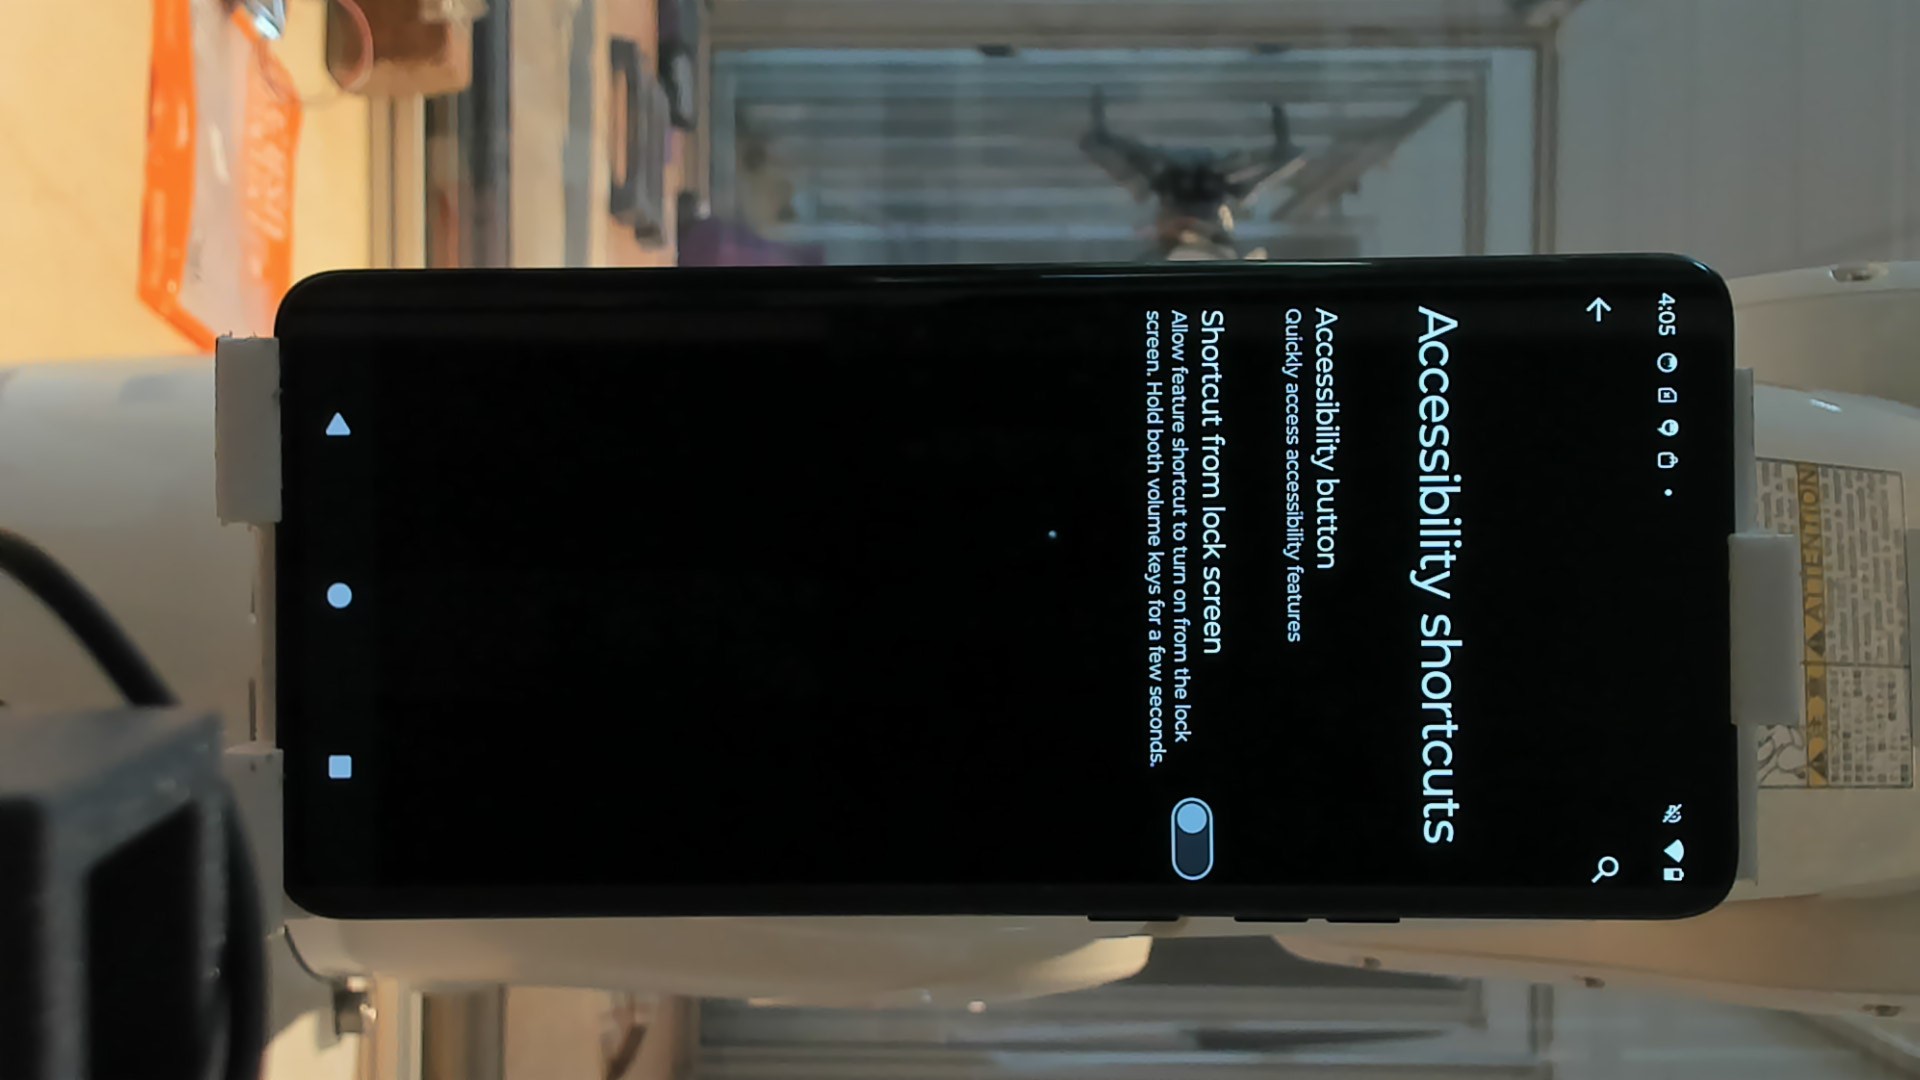 4:05
Accessibility shortcuts
Accessibility button
Quickly access accessibility features
Shortcut from lock screen
Allow feature shortcut to turn on from the lock
screen. Hold both volume keys for a few seconds.
ATTENTION